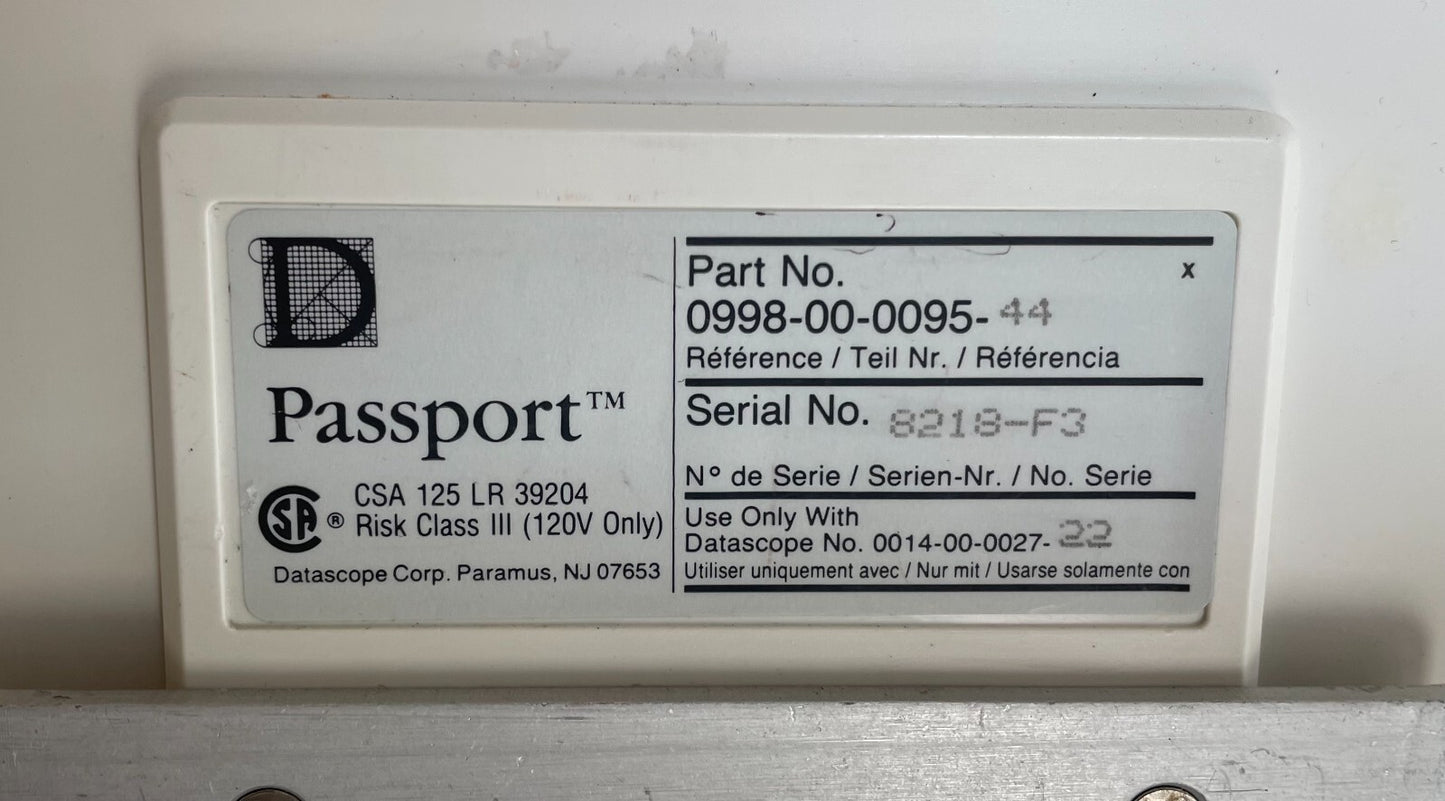 D
Passport™
CSA 125 LR 39204
SA ® Risk Class III (120V Only)
Datascope Corp. Paramus, NJ 07653
Part No. x
0998-00-0095-44
Référence / Teil Nr. / Référencia
Serial No. 8218-F3
N° de Serie / Serien-Nr. / No. Serie
Use Only With
Datascope No. 0014-00-0027-22
Utiliser uniquement avec / Nur mit / Usarse solamente con